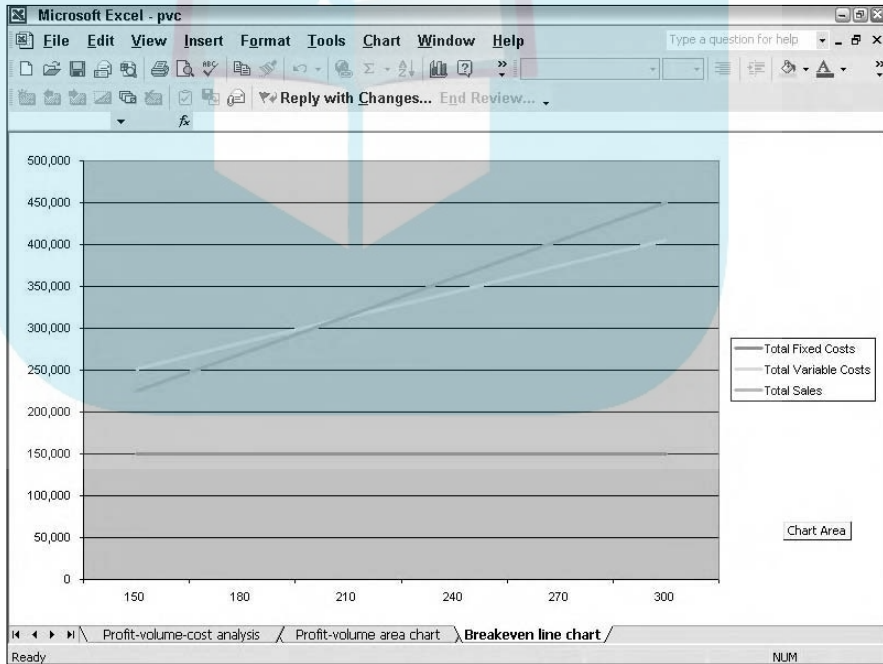 Microsoft Excel - pvc
File Edit View Insert Format Tools Chart Window Help Type a question for help
Reply with Changes... End Review...
fx
500,000
450,000
400,000
350,000
300,000
250,000
200,000
150,000
100,000
50,000
0
150 180 210 240 270 300
Total Fixed Costs
Total Variable Costs
Total Sales
Chart Area
Profit-volume-cost analysis Profit-volume area chart Breakeven line chart
Ready NUM